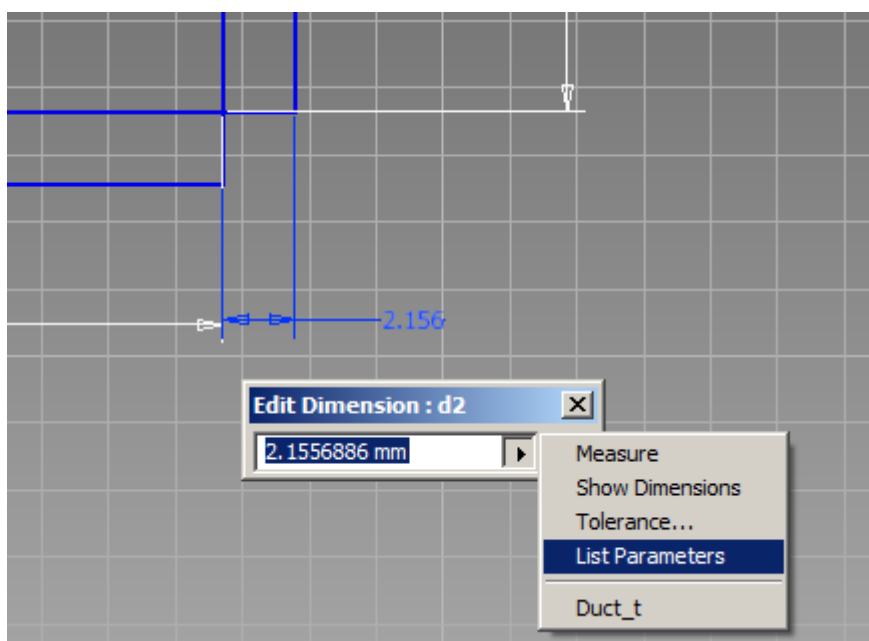 2.156
Edit Dimension : d2
2.1556886 mm
Measure
Show Dimensions
Tolerance...
List Parameters
Duct_t